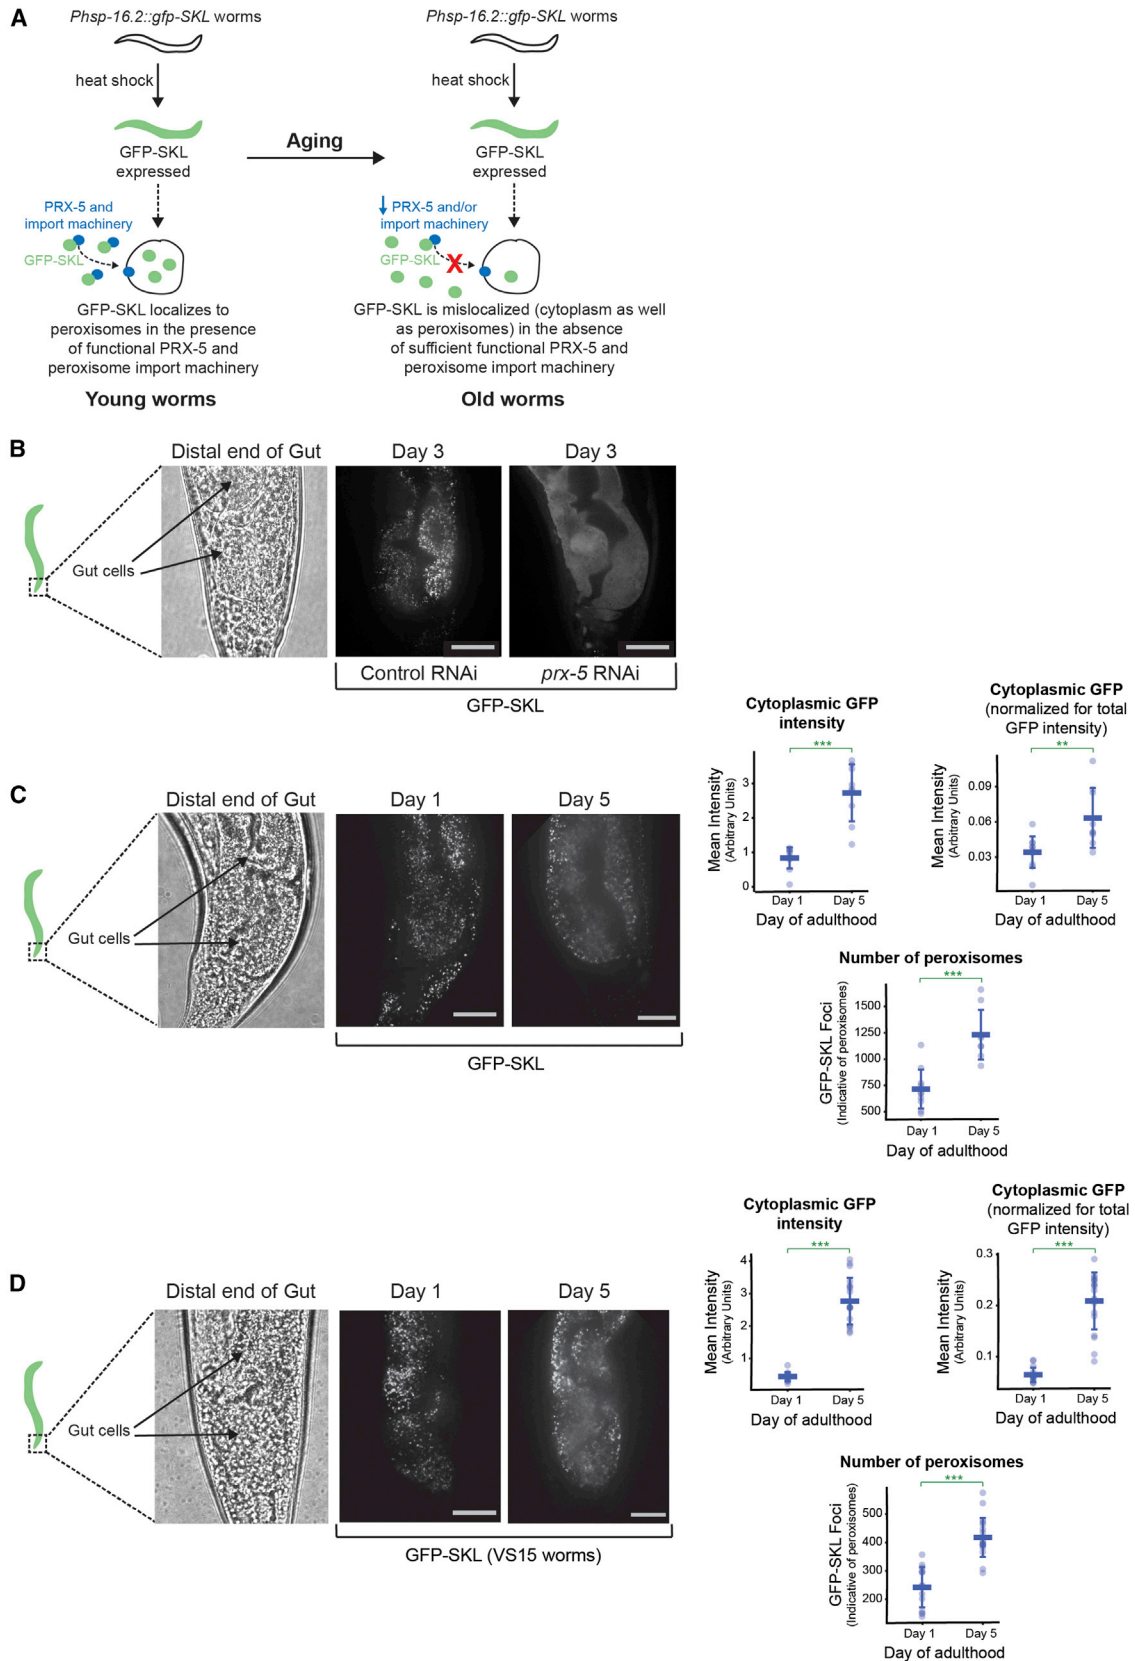 A
Phsp-16.2::gfp-SKL worms
heat shock
GFP-SKL
expressed
PRX-5 and
import machinery
GFP-SKL
GFP-SKL localizes to
peroxisomes in the presence
of functional PRX-5 and
peroxisome import machinery
Young worms
Aging
Phsp-16.2::gfp-SKL worms
heat shock
GFP-SKL
expressed
PRX-5 and/or
import machinery
GFP-SKL
X
GFP-SKL is mislocalized (cytoplasm as well
as peroxisomes) in the absence
of sufficient functional PRX-5 and
peroxisome import machinery
Old worms
B
Distal end of Gut
Day 3
Day 3
Gut cells
Control RNAi
prx-5 RNAi
GFP-SKL
C
Distal end of Gut
Day 1
Day 5
Gut cells
GFP-SKL
Cytoplasmic GFP
intensity
***
Mean Intensity
(Arbitrary Units)
3
2
1
0
Day 1
Day 5
Day of adulthood
Cytoplasmic GFP
(normalized for total
GFP intensity)
**
Mean Intensity
(Arbitrary Units)
0.09
0.06
0.03
Day 1
Day 5
Day of adulthood
Number of peroxisomes
***
GFP-SKL Foci
(Indicative of peroxisomes)
1500
1250
1000
750
500
Day 1
Day 5
Day of adulthood
D
Distal end of Gut
Day 1
Day 5
Gut cells
GFP-SKL (VS15 worms)
Cytoplasmic GFP
intensity
***
Mean Intensity
(Arbitrary Units)
4
3
2
1
Day 1
Day 5
Day of adulthood
Cytoplasmic GFP
(normalized for total
GFP intensity)
***
Mean Intensity
(Arbitrary Units)
0.3
0.2
0.1
Day 1
Day 5
Day of adulthood
Number of peroxisomes
***
GFP-SKL Foci
(Indicative of peroxisomes)
500
400
300
200
Day 1
Day 5
Day of adulthood